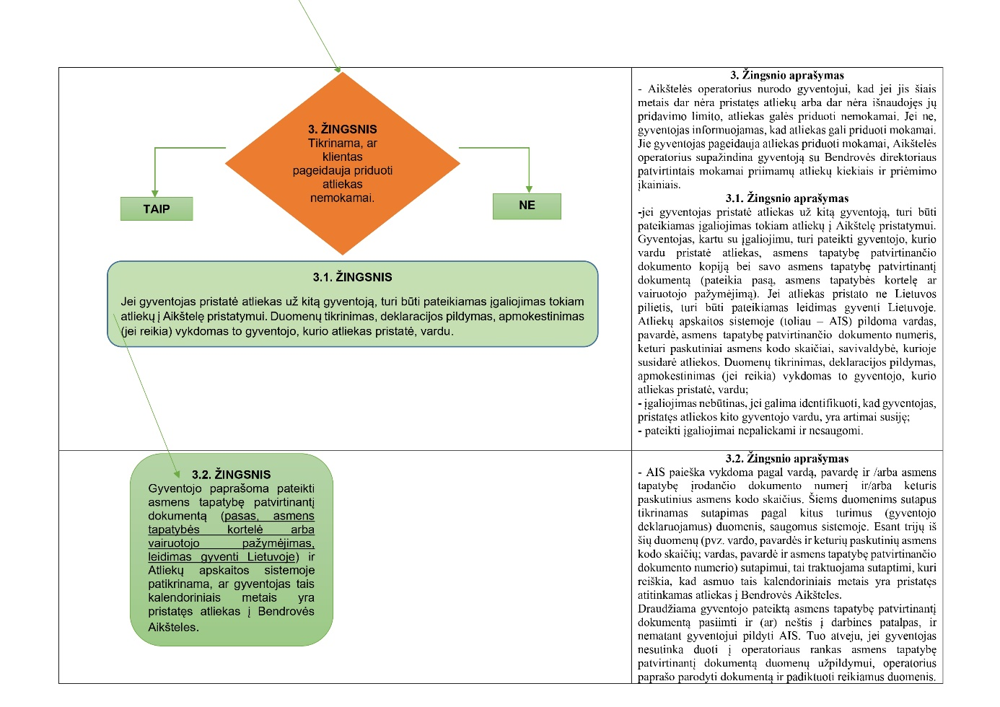 3. ŽINGSNIS
Tikrinama, ar
klientas
pageidauja priduoti
atliekas
nemokamai.
TAIP
NE
3.1. ŽINGSNIS
Jei gyventojas pristatė atliekas už kitą gyventoją, turi būti pateikiamas įgaliojimas tokiam
atliekų į Aikštelę pristatymui. Duomenų tikrinimas, deklaracijos pildymas, apmokestinimas
(jei reikia) vykdomas to gyventojo, kurio atliekas pristatė, vardu.
3. Žingsnio aprašymas
- Aikštelės operatorius nurodo gyventojui, kad jei jis šiais
metais dar nėra pristatęs atliekų arba dar nėra išnaudojęs jų
pridavimo limito, atliekas galės priduoti nemokamai. Jei ne,
gyventojas informuojamas, kad atliekas gali priduoti mokamai.
Jie gyventojas pageidauja atliekas priduoti mokamai, Aikštelės
operatorius supažindina gyventoją su Bendrovės direktoriaus
patvirtintais mokamai priimamų atliekų kiekiais ir priėmimo
įkainiais.
3.1. Žingsnio aprašymas
-jei gyventojas pristatė atliekas už kitą gyventoją, turi būti
pateikiamas įgaliojimas tokiam atliekų į Aikštelę pristatymui.
Gyventojas, kartu su įgaliojimu, turi pateikti gyventojo, kurio
vardu pristatė atliekas, asmens tapatybę patvirtinančio
dokumento kopiją bei savo asmens tapatybę patvirtinantį
dokumentą (pateikia pasą, asmens tapatybės kortelę ar
vairuotojo pažymėjimą). Jei atliekas pristato ne Lietuvos
pilietis, turi būti pateikiamas leidimas gyventi Lietuvoje.
Atliekų apskaitos sistemoje (toliau – AIS) pildoma vardas,
pavardė, asmens tapatybę patvirtinančio dokumento numeris,
keturi paskutiniai asmens kodo skaičiai, savivaldybė, kurioje
susidarė atliekos. Duomenų tikrinimas, deklaracijos pildymas,
apmokestinimas (jei reikia) vykdomas to gyventojo, kurio
atliekas pristatė, vardu;
- įgaliojimas nebūtinas, jei galima identifikuoti, kad gyventojas,
pristatęs atliekos kito gyventojo vardu, yra artimai susiję;
- pateikti įgaliojimai nepaliekami ir nesaugomi.
3.2. ŽINGSNIS
Gyventojo paprašoma pateikti
asmens tapatybę patvirtinantį
dokumentą (pasas, asmens
tapatybės kortelė arba
vairuotojo pažymėjimas,
leidimas gyventi Lietuvoje) ir
Atliekų apskaitos sistemoje
patikrinama, ar gyventojas tais
kalendoriniais metais yra
pristatęs atliekas į Bendrovės
Aikšteles.
3.2. Žingsnio aprašymas
- AIS paieška vykdoma pagal vardą, pavardę ir /arba asmens
tapatybę įrodančio dokumento numerį ir/arba keturis
paskutinius asmens kodo skaičius. Šiems duomenims sutapus
tikrinamas sutapimas pagal kitus turimus (gyventojo
deklaruojamus) duomenis, saugomus sistemoje. Esant trijų iš
šių duomenų (pvz. vardo, pavardės ir keturių paskutinių asmens
kodo skaičių; vardas, pavardė ir asmens tapatybę patvirtinančio
dokumento numerio) sutapimui, tai traktuojama sutaptimi, kuri
reiškia, kad asmuo tais kalendoriniais metais yra pristatęs
atitinkamas atliekas į Bendrovės Aikšteles.
Draudžiama gyventojo pateiktą asmens tapatybę patvirtinantį
dokumentą pasiimti ir (ar) neštis į darbines patalpas, ir
nematant gyventojui pildyti AIS. Tuo atveju, jei gyventojas
nesutinka duoti į operatoriaus rankas asmens tapatybę
patvirtinantį dokumentą duomenų užpildymui, operatorius
paprašo parodyti dokumentą ir padiktuoti reikiamus duomenis.